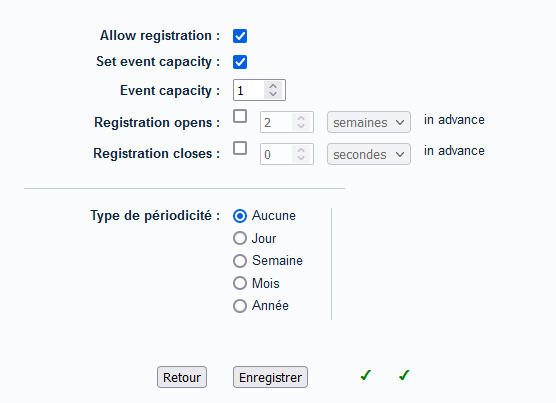 Allow registration :
Set event capacity :
Event capacity : 1
Registration opens : 2 semaines in advance
Registration closes : 0 secondes in advance
Type de périodicité : Aucune
Jour
Semaine
Mois
Année
Retour Enregistrer